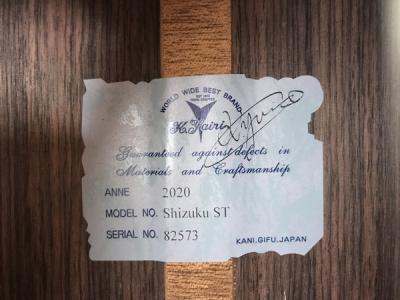 WORLD WIDE BEST BRAND
K.Yairi
K.Yairi
Guaranteed against defects in
Materials and Craftsmanship
ANNE 2020
MODEL NO. Shizuku ST
SERIAL NO. 82573
KANI,GIFU,JAPAN